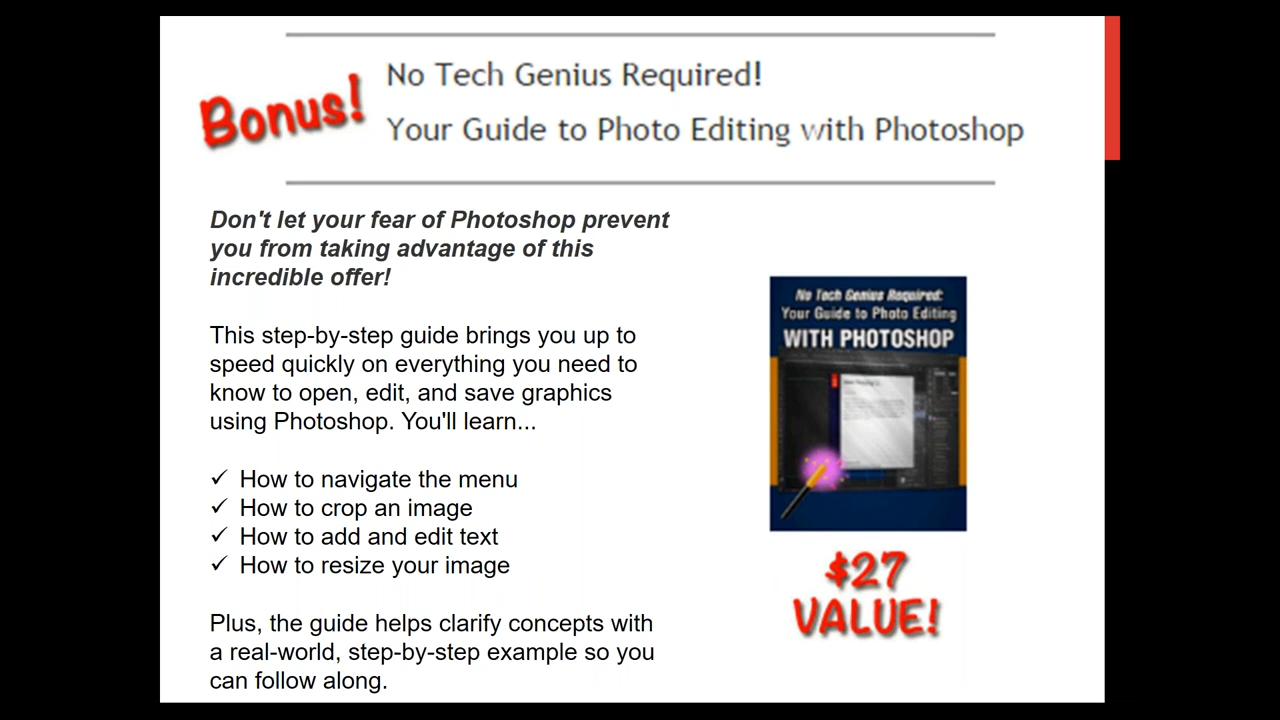 Bonus!
No Tech Genius Required!
Your Guide to Photo Editing with Photoshop
Don't let your fear of Photoshop prevent
you from taking advantage of this
incredible offer!
This step-by-step guide brings you up to
speed quickly on everything you need to
know to open, edit, and save graphics
using Photoshop. You'll learn...
✓ How to navigate the menu
✓ How to crop an image
✓ How to add and edit text
✓ How to resize your image
Plus, the guide helps clarify concepts with
a real-world, step-by-step example so you
can follow along.
No Tech Genius Required:
Your Guide to Photo Editing
WITH PHOTOSHOP
$27
VALUE!